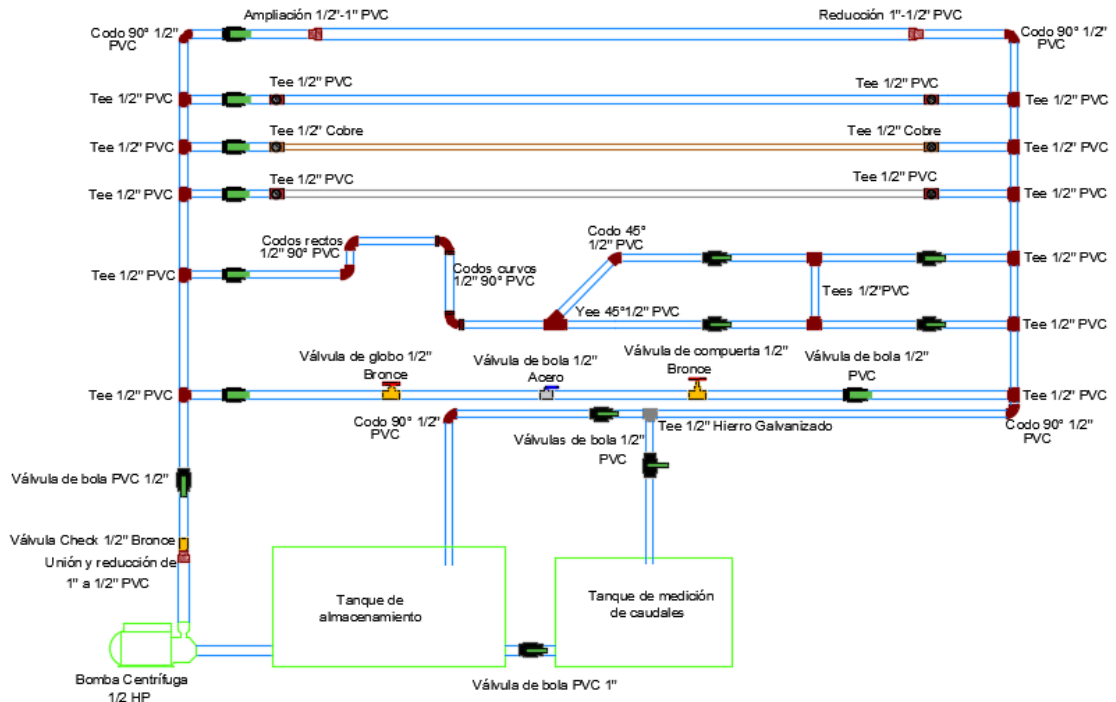 Ampliación 1/2"-1" PVC
Reducción 1"-1/2" PVC
Codo 90° 1/2"
PVC
Codo 90° 1/2"
PVC
Tee 1/2" PVC
Tee 1/2" PVC
Tee 1/2" PVC
Tee 1/2" PVC
Tee 1/2" Cobre
Tee 1/2" Cobre
Tee 1/2" PVC
Tee 1/2" PVC
Tee 1/2" PVC
Tee 1/2" PVC
Tee 1/2" PVC
Tee 1/2" PVC
Codos rectos
1/2" 90° PVC
Codo 45°
1/2" PVC
Tee 1/2" PVC
Codos curvos
1/2" 90° PVC
Tee 1/2" PVC
Tees 1/2"PVC
Yee 45°1/2" PVC
Tee 1/2" PVC
Válvula de globo 1/2"
Bronce
Válvula de bola 1/2"
Acero
Válvula de compuerta 1/2"
Bronce
Válvula de bola 1/2"
PVC
Tee 1/2" PVC
Tee 1/2" PVC
Codo 90° 1/2"
PVC
Válvulas de bola 1/2"
PVC
Tee 1/2" Hierro Galvanizado
Codo 90° 1/2"
PVC
Válvula de bola PVC 1/2"
Válvula Check 1/2" Bronce
Unión y reducción de
1" a 1/2" PVC
Tanque de
almacenamiento
Tanque de medición
de caudales
Bomba Centrífuga
1/2 HP
Válvula de bola PVC 1"